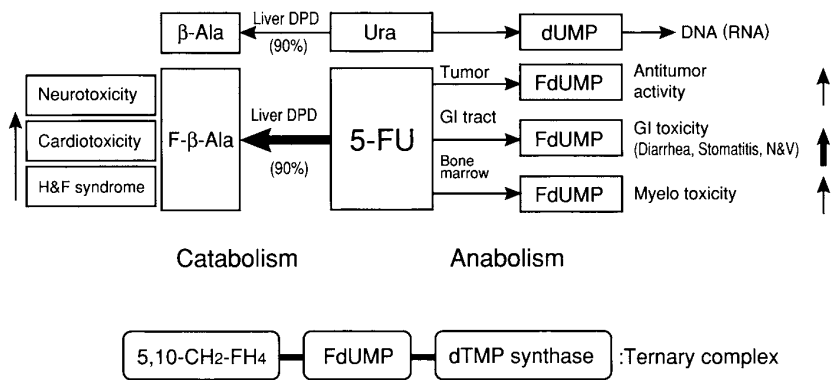 β-Ala
Liver DPD
(90%)
Ura
dUMP
DNA (RNA)
Neurotoxicity
Cardiotoxicity
H&F syndrome
F-β-Ala
Liver DPD
(90%)
5-FU
Tumor
FdUMP
Antitumor
activity
GI tract
FdUMP
GI toxicity
(Diarrhea, Stomatitis, N&V)
Bone
marrow
FdUMP
Myelo toxicity
Catabolism
Anabolism
5,10-CH2-FH4
FdUMP
dTMP synthase
:Ternary complex